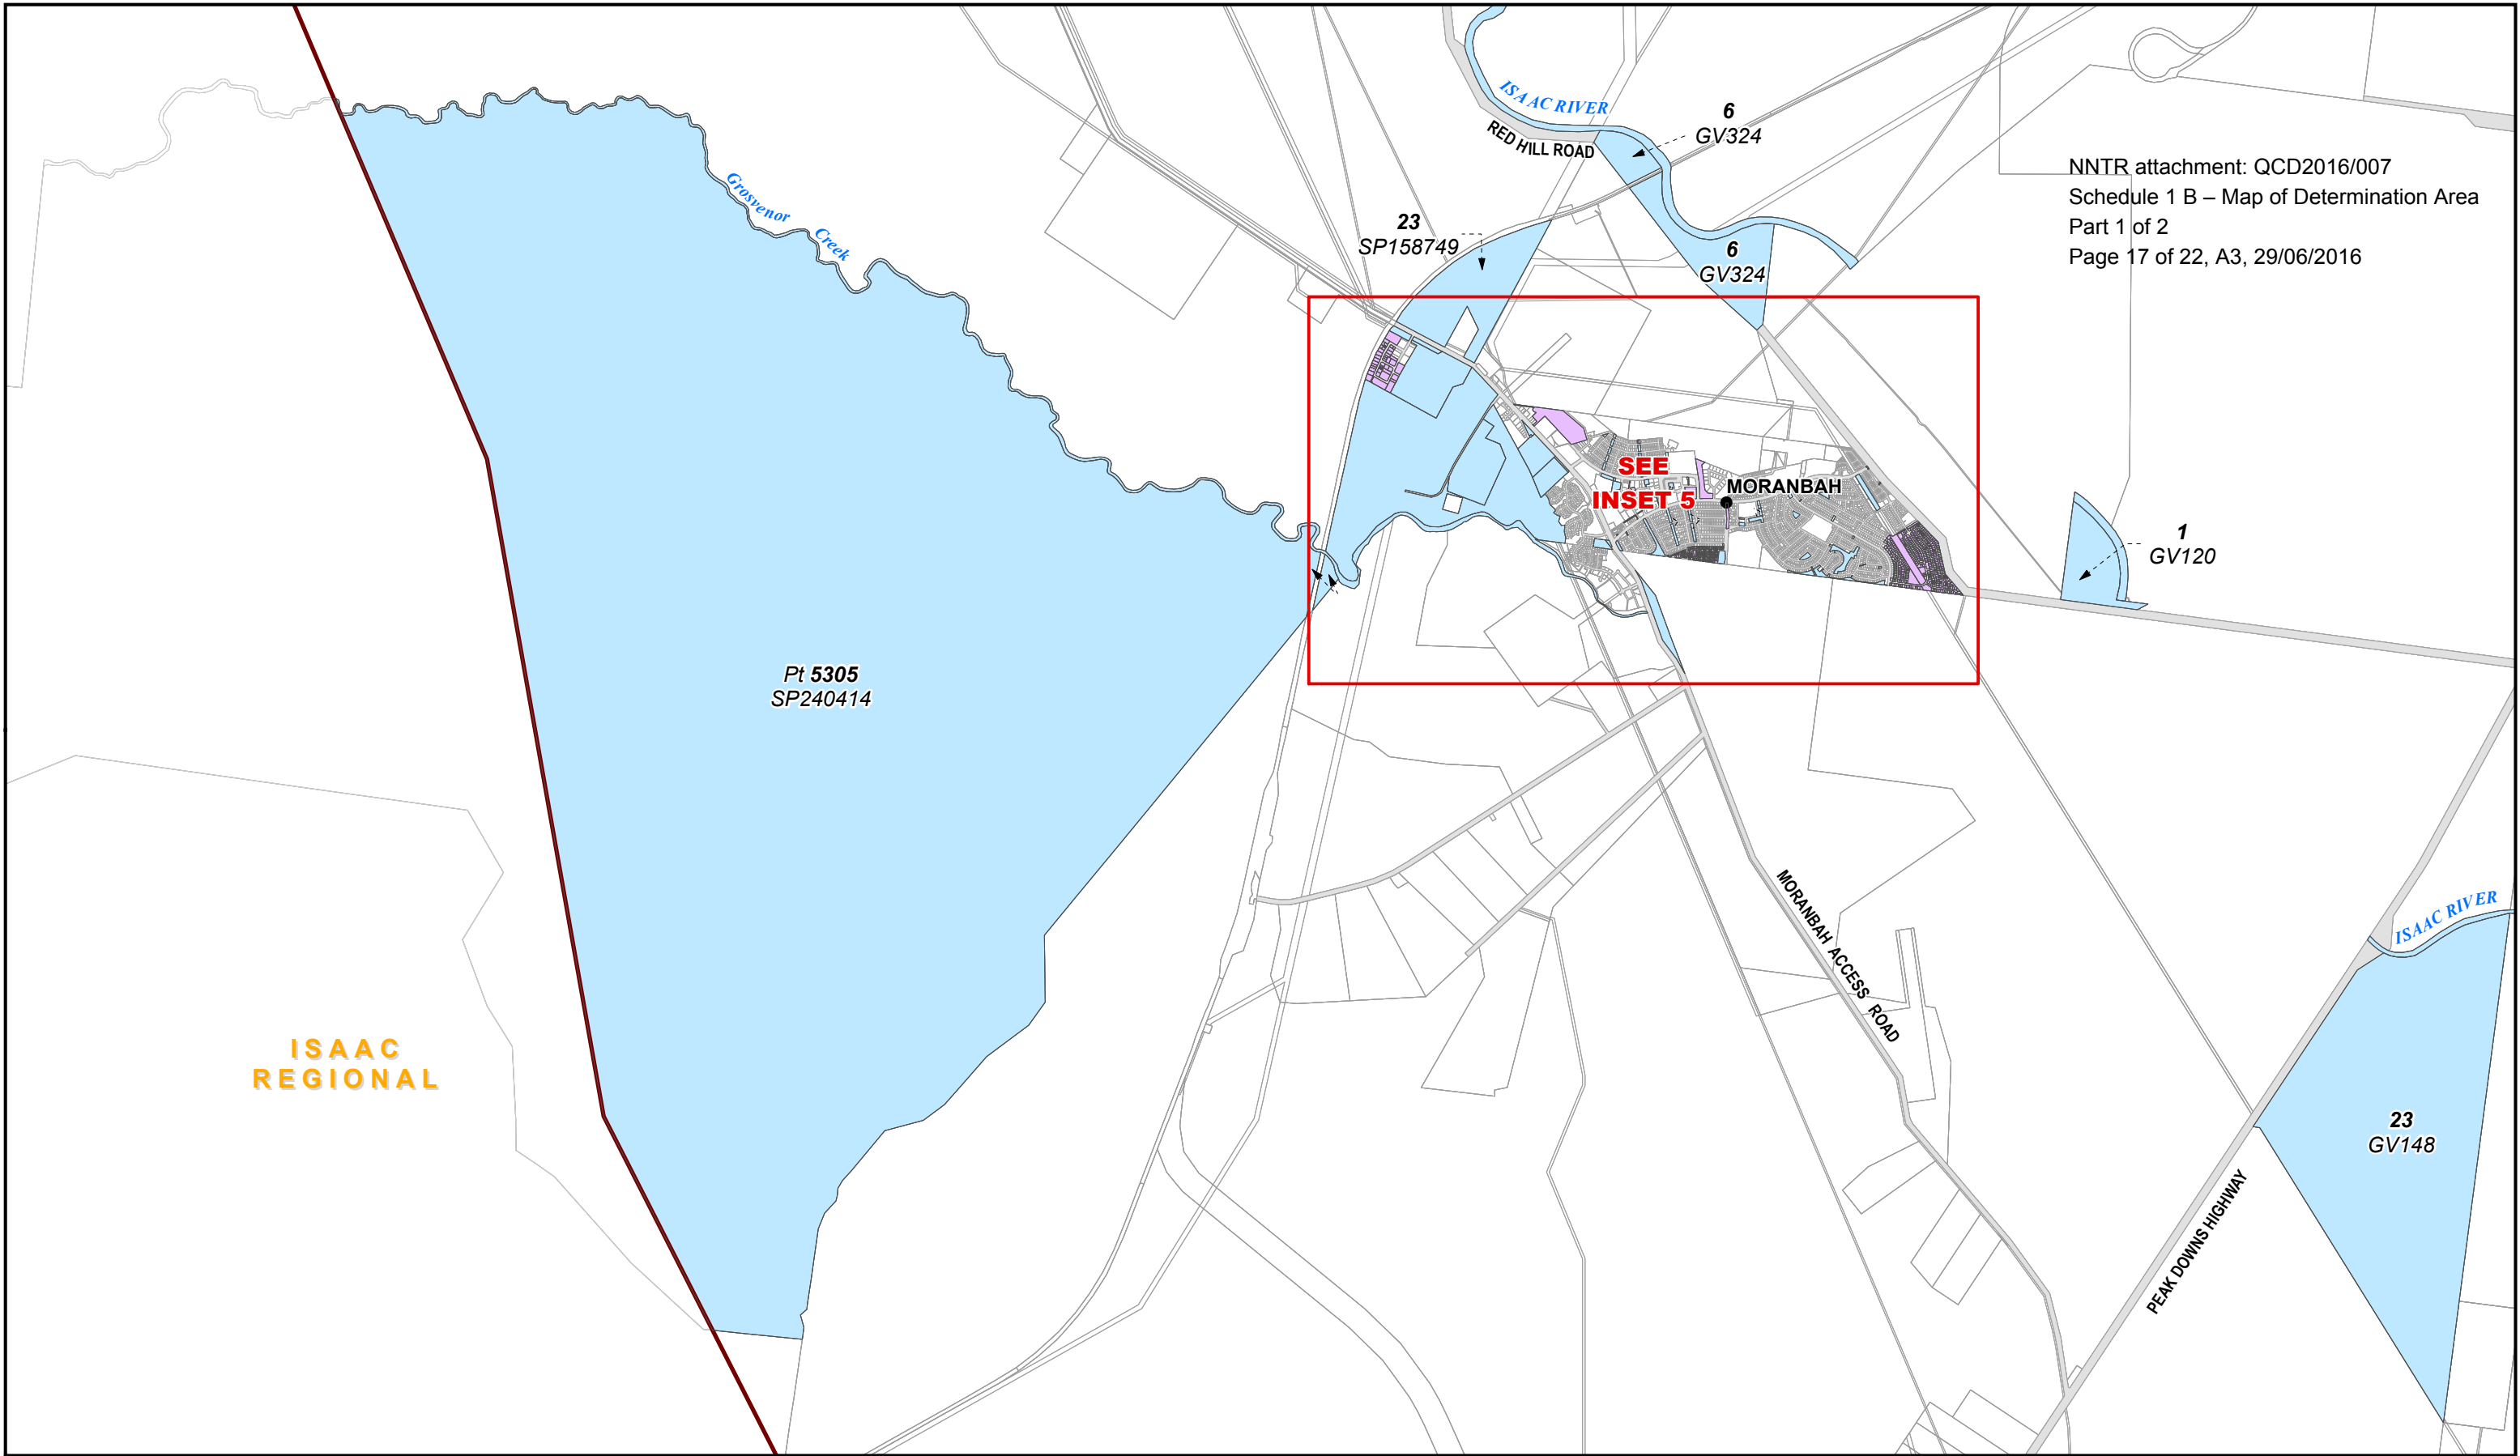 NNTR attachment: QCD2016/007
Schedule 1 B – Map of Determination Area
Part 1 of 2
Page 17 of 22, A3, 29/06/2016
ISAAC RIVER
RED HILL ROAD
6
GV324
23
SP158749
6
GV324
Grosvenor Creek
SEE
INSET 5
MORANBAH
1
GV120
Pt 5305
SP240414
ISAAC RIVER
MORANBAH ACCESS ROAD
ISAAC
REGIONAL
23
GV148
PEAK DOWNS HIGHWAY